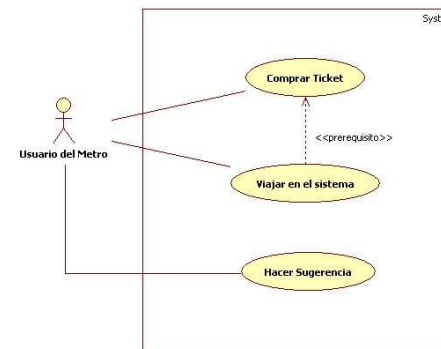 Syst
Comprar Ticket
<<prerequisito>>
Usuario del Metro
Viajar en el sistema
Hacer Sugerencia